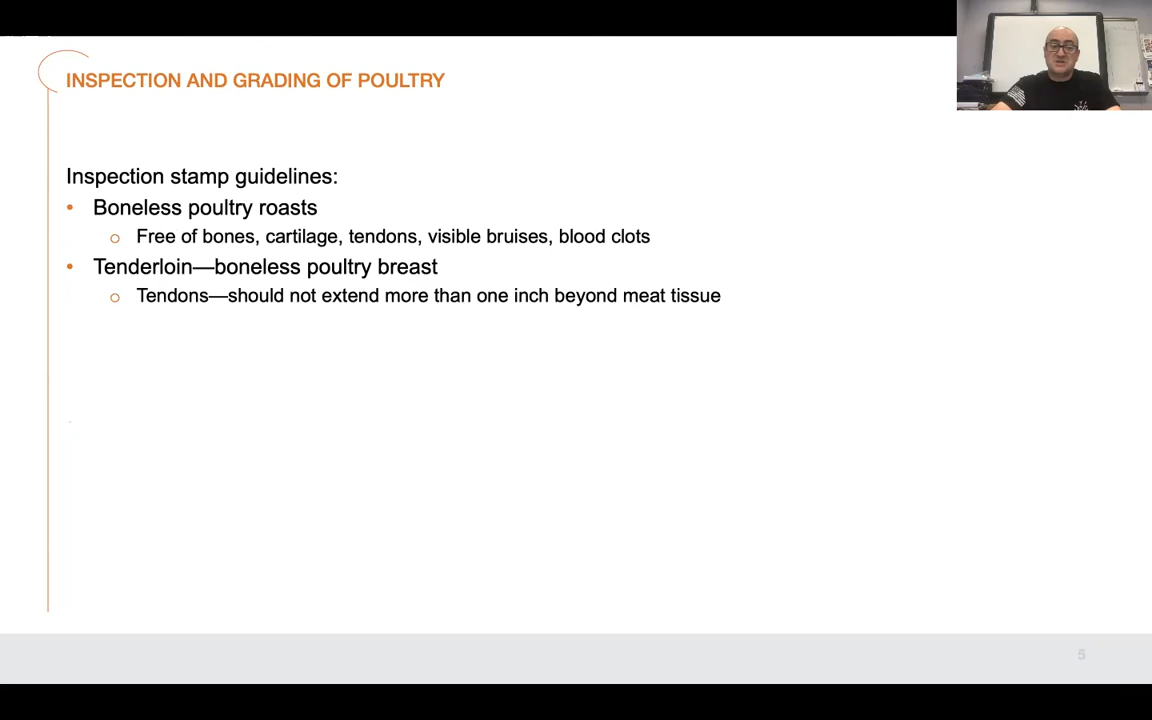 INSPECTION AND GRADING OF POULTRY
Inspection stamp guidelines:
• Boneless poultry roasts
o Free of bones, cartilage, tendons, visible bruises, blood clots
• Tenderloin—boneless poultry breast
o Tendons—should not extend more than one inch beyond meat tissue
5